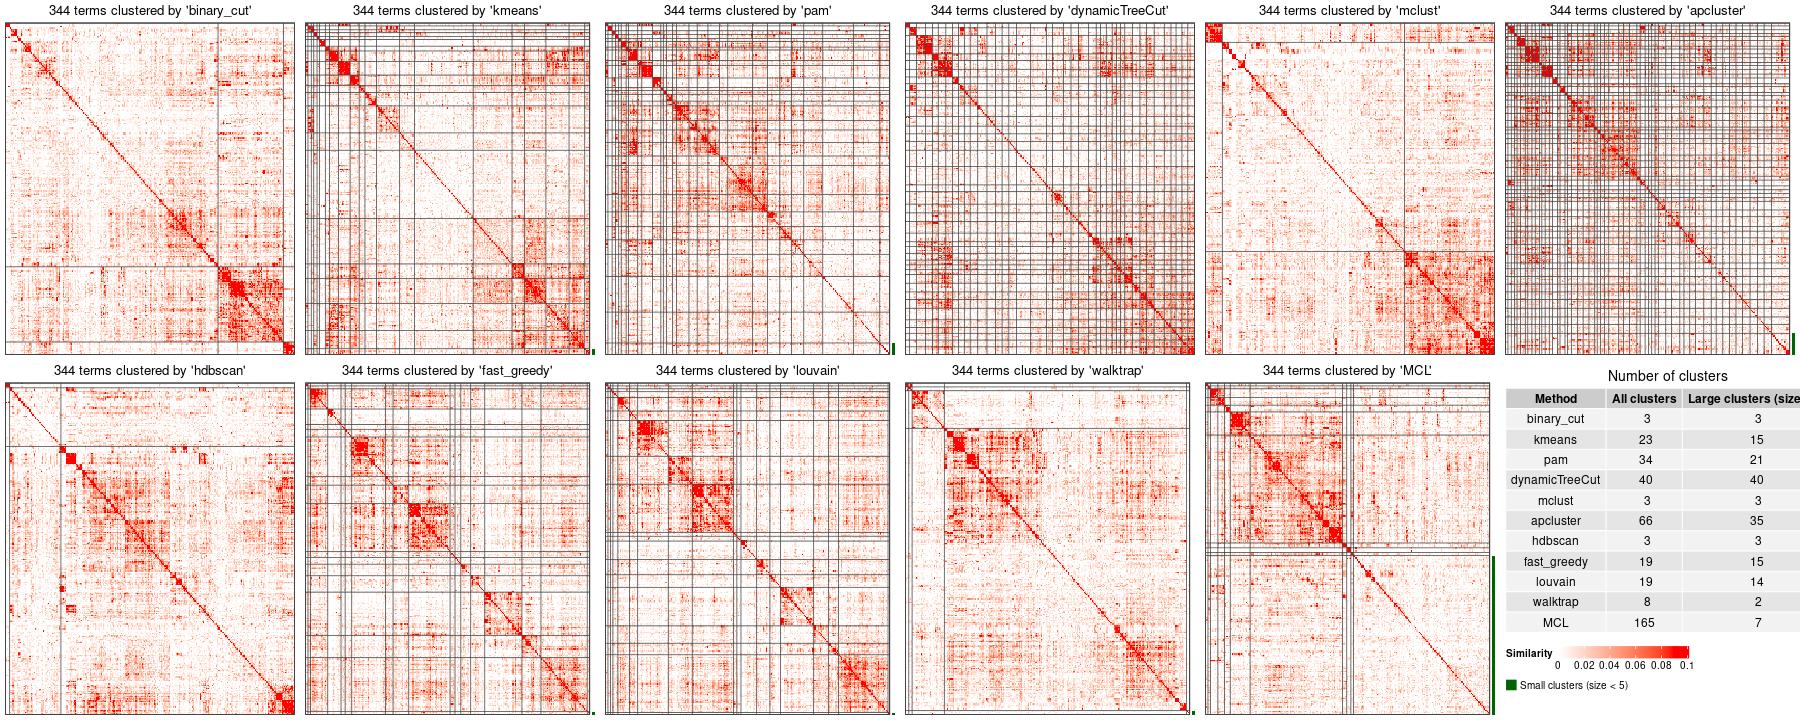 344 terms clustered by 'binary_cut'
344 terms clustered by 'kmeans'
344 terms clustered by 'pam'
344 terms clustered by 'dynamicTreeCut'
344 terms clustered by 'mclust'
344 terms clustered by 'apcluster'
344 terms clustered by 'hdbscan'
344 terms clustered by 'fast_greedy'
344 terms clustered by 'louvain'
344 terms clustered by 'walktrap'
344 terms clustered by 'MCL'
Number of clusters
Method All clusters Large clusters (size
binary_cut 3 3
kmeans 23 15
pam 34 21
dynamicTreeCut 40 40
mclust 3 3
apcluster 66 35
hdbscan 3 3
fast_greedy 19 15
louvain 19 14
walktrap 8 2
MCL 165 7
Similarity
0 0.02 0.04 0.06 0.08 0.1
Small clusters (size < 5)